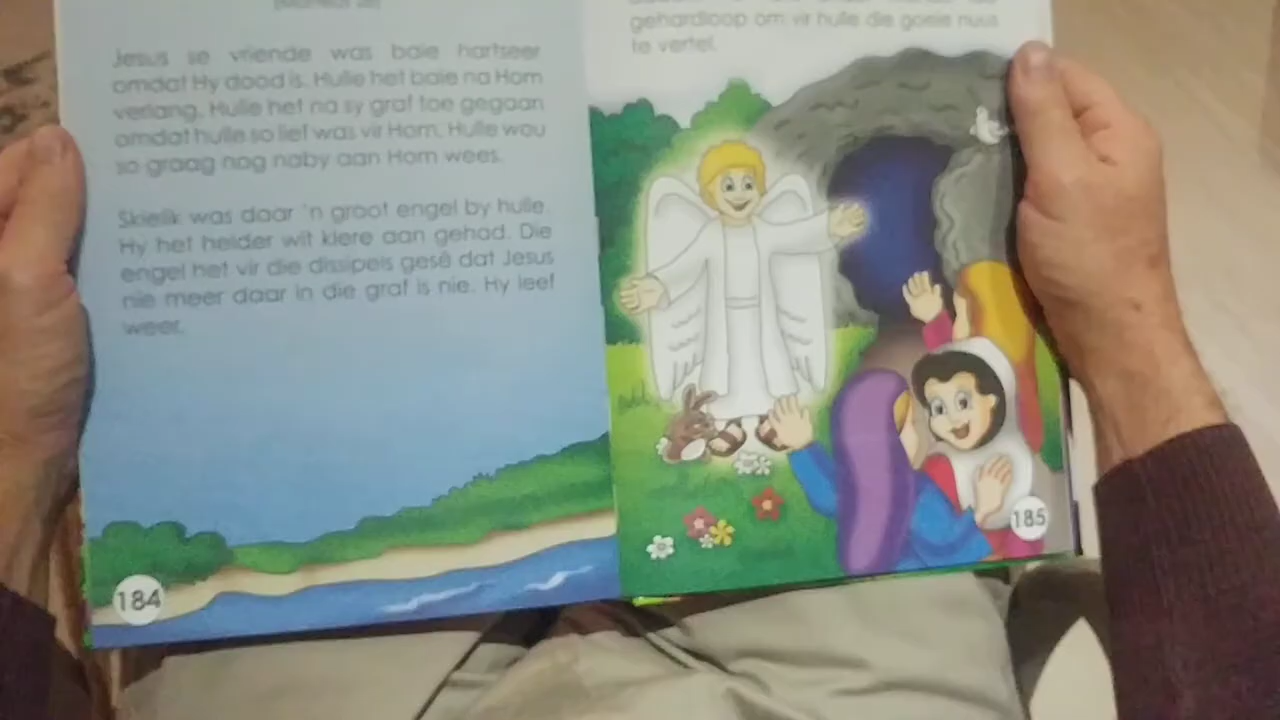 Jesus se vriende was baie hartseer
omdat Hy dood is. Hulle het baie na Hom
verlang. Hulle het na sy graf toe gegaan
omdat hulle so lief was vir Hom. Hulle wou
so graag nog naby aan Hom wees.
Skielik was daar 'n groot engel by hulle.
Hy het helder wit klere aan gehad. Die
engel het vir die dissipels gesê dat Jesus
nie meer daar in die graf is nie. Hy leef
weer.
184
gehardloop om vir hulle die goeie nuus
te vertel.
185